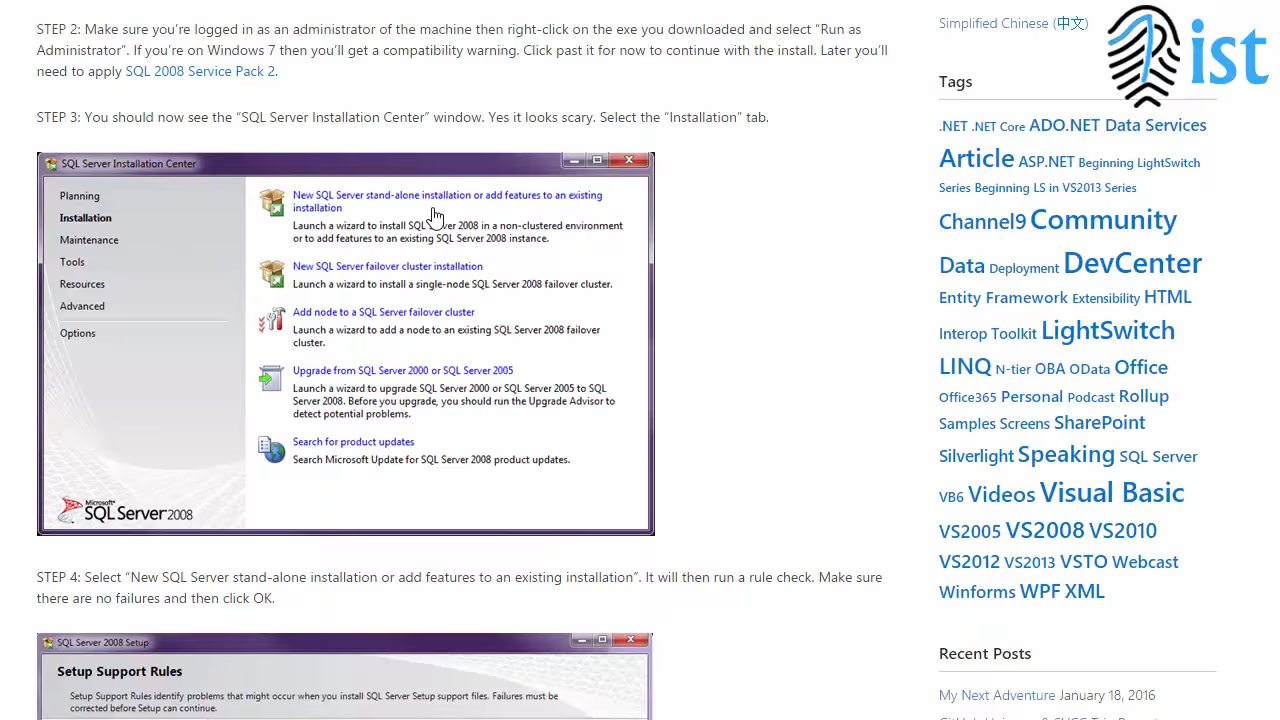 STEP 2: Make sure you’re logged in as an administrator of the machine then right-click on the exe you downloaded and select “Run as
Administrator”. If you’re on Windows 7 then you’ll get a compatibility warning. Click past it for now to continue with the install. Later you’ll
need to apply SQL 2008 Service Pack 2.
STEP 3: You should now see the “SQL Server Installation Center” window. Yes it looks scary. Select the “Installation” tab.
SQL Server Installation Center
Planning
Installation
Maintenance
Tools
Resources
Advanced
Options
Microsoft®
SQL Server 2008
New SQL Server stand-alone installation or add features to an existing
installation
Launch a wizard to install SQL Server 2008 in a non-clustered environment
or to add features to an existing SQL Server 2008 instance.
New SQL Server failover cluster installation
Launch a wizard to install a single-node SQL Server 2008 failover cluster.
Add node to a SQL Server failover cluster
Launch a wizard to add a node to an existing SQL Server 2008 failover
cluster.
Upgrade from SQL Server 2000 or SQL Server 2005
Launch a wizard to upgrade SQL Server 2000 or SQL Server 2005 to SQL
Server 2008. Before you upgrade, you should run the Upgrade Advisor to
detect potential problems.
Search for product updates
Search Microsoft Update for SQL Server 2008 product updates.
STEP 4: Select “New SQL Server stand-alone installation or add features to an existing installation”. It will then run a rule check. Make sure
there are no failures and then click OK.
SQL Server 2008 Setup
Setup Support Rules
Setup Support Rules identify problems that might occur when you install SQL Server Setup support files. Failures must be
corrected before Setup can continue.
Simplified Chinese (中文)
ist
Tags
.NET .NET Core ADO.NET Data Services
Article ASP.NET Beginning LightSwitch
Series Beginning LS in VS2013 Series
Channel9 Community
Data Deployment DevCenter
Entity Framework Extensibility HTML
Interop Toolkit LightSwitch
LINQ N-tier OBA OData Office
Office365 Personal Podcast Rollup
Samples Screens SharePoint
Silverlight Speaking SQL Server
VB6 Videos Visual Basic
VS2005 VS2008 VS2010
VS2012 VS2013 VSTO Webcast
Winforms WPF XML
Recent Posts
My Next Adventure January 18, 2016